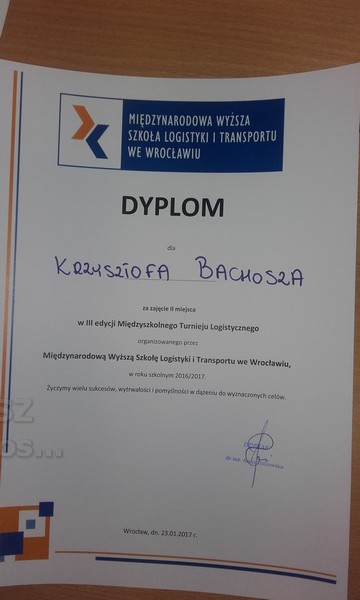 MIĘDZYNARODOWA WYŻSZA
SZKOŁA LOGISTYKI I TRANSPORTU
WE WROCŁAWIU
DYPLOM
dla
KRZYSZTOFA BACHOSZA
za zajęcie II miejsca
w III edycji Międzyszkolnego Turnieju Logistycznego
organizowanego przez
Międzynarodową Wyższą Szkołę Logistyki i Transportu we Wrocławiu,
w roku szkolnym 2016/2017.
Życzymy wielu sukcesów, wytrwałości i pomyślności w dążeniu do wyznaczonych celów.
SZ
os...
Wrocław, dn. 23.01.2017 r.